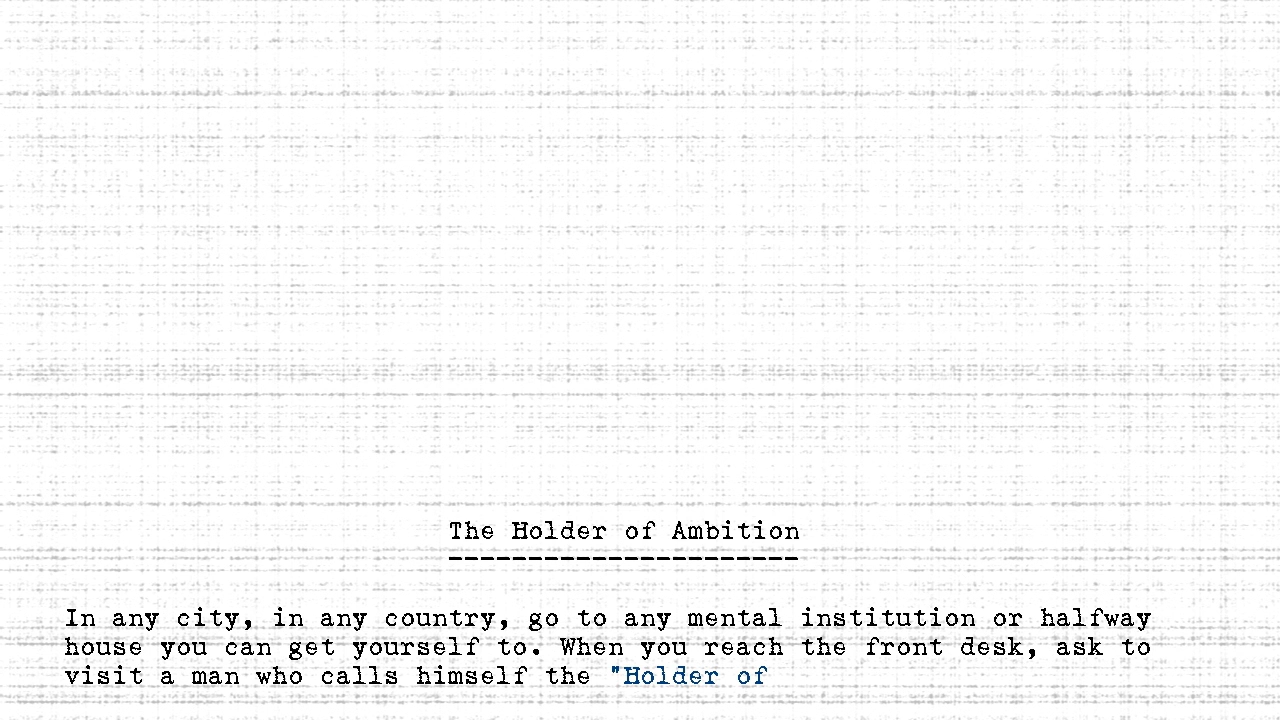 The Holder of Ambition
----------------------
In any city, in any country, go to any mental institution or halfway
house you can get yourself to. When you reach the front desk, ask to
visit a man who calls himself the "Holder of